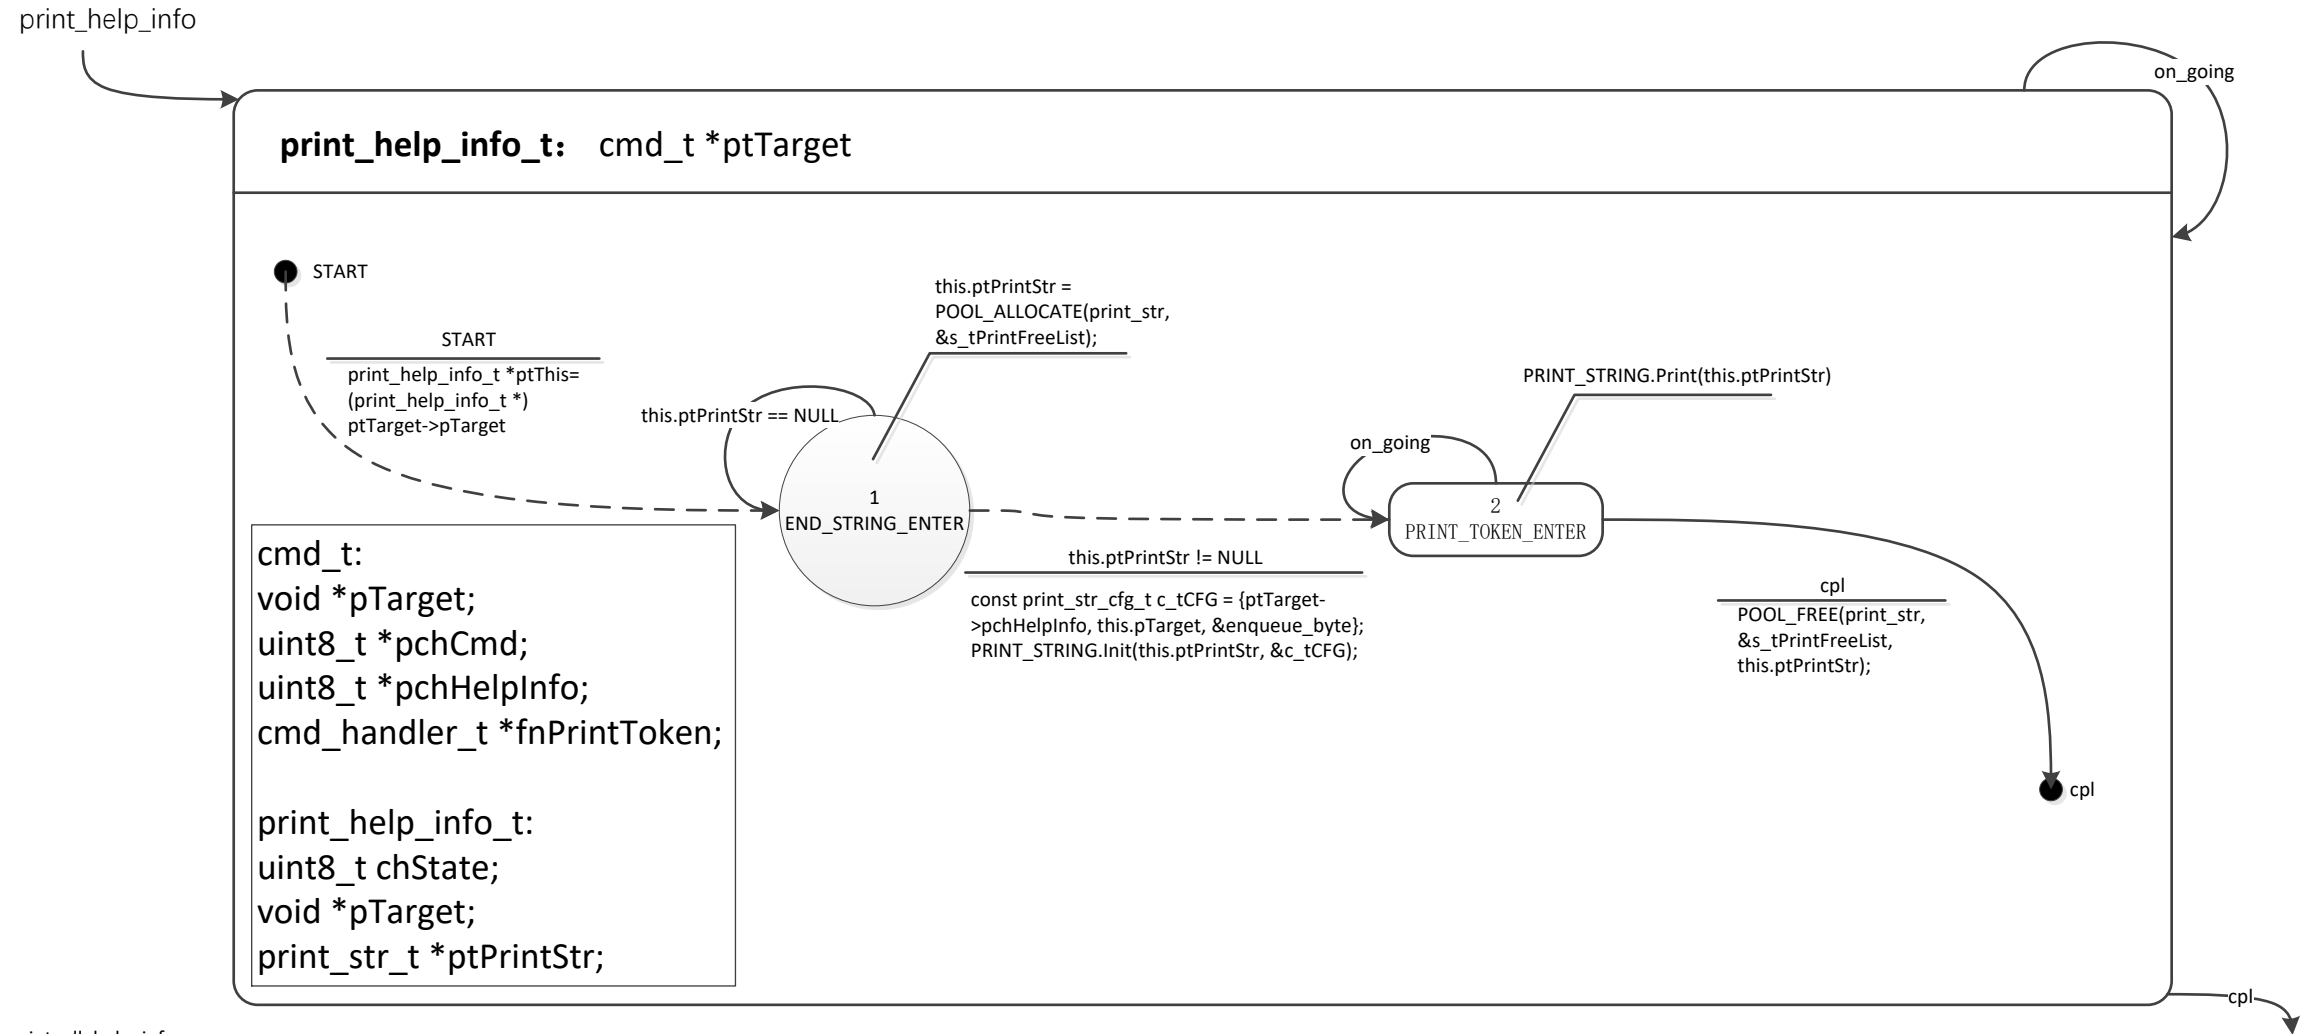 print_help_info
on_going
print_help_info_t： cmd_t *ptTarget
START
START
print_help_info_t *ptThis=
(print_help_info_t *)
ptTarget->pTarget
this.ptPrintStr =
POOL_ALLOCATE(print_str,
&s_tPrintFreeList);
this.ptPrintStr == NULL
1
END_STRING_ENTER
PRINT_STRING.Print(this.ptPrintStr)
on_going
2
PRINT_TOKEN_ENTER
this.ptPrintStr != NULL
const print_str_cfg_t c_tCFG = {ptTarget-
>pchHelpInfo, this.pTarget, &enqueue_byte};
PRINT_STRING.Init(this.ptPrintStr, &c_tCFG);
cpl
POOL_FREE(print_str,
&s_tPrintFreeList,
this.ptPrintStr);
cpl
cmd_t:
void *pTarget;
uint8_t *pchCmd;
uint8_t *pchHelpInfo;
cmd_handler_t *fnPrintToken;
print_help_info_t:
uint8_t chState;
void *pTarget;
print_str_t *ptPrintStr;
cpl